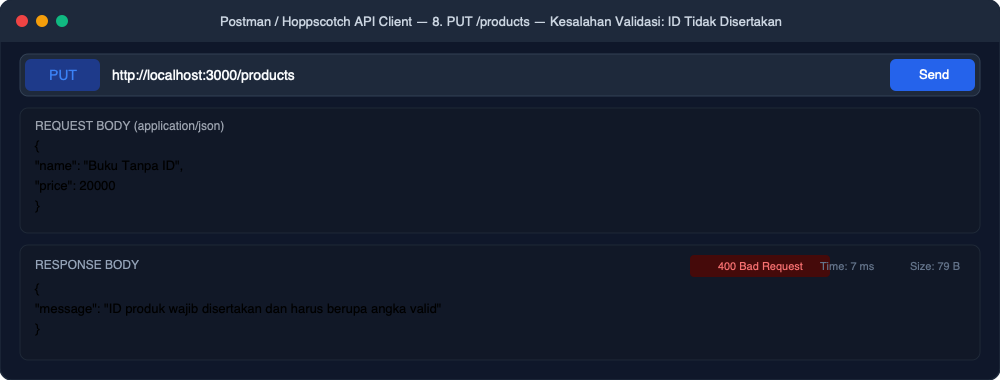 Postman / Hoppscotch API Client — 8. PUT /products — Kesalahan Validasi: ID Tidak Disertakan
PUT http://localhost:3000/products Send
REQUEST BODY (application/json)
{
"name": "Buku Tanpa ID",
"price": 20000
}
RESPONSE BODY 400 Bad Request Time: 7 ms Size: 79 B
{
"message": "ID produk wajib disertakan dan harus berupa angka valid"
}